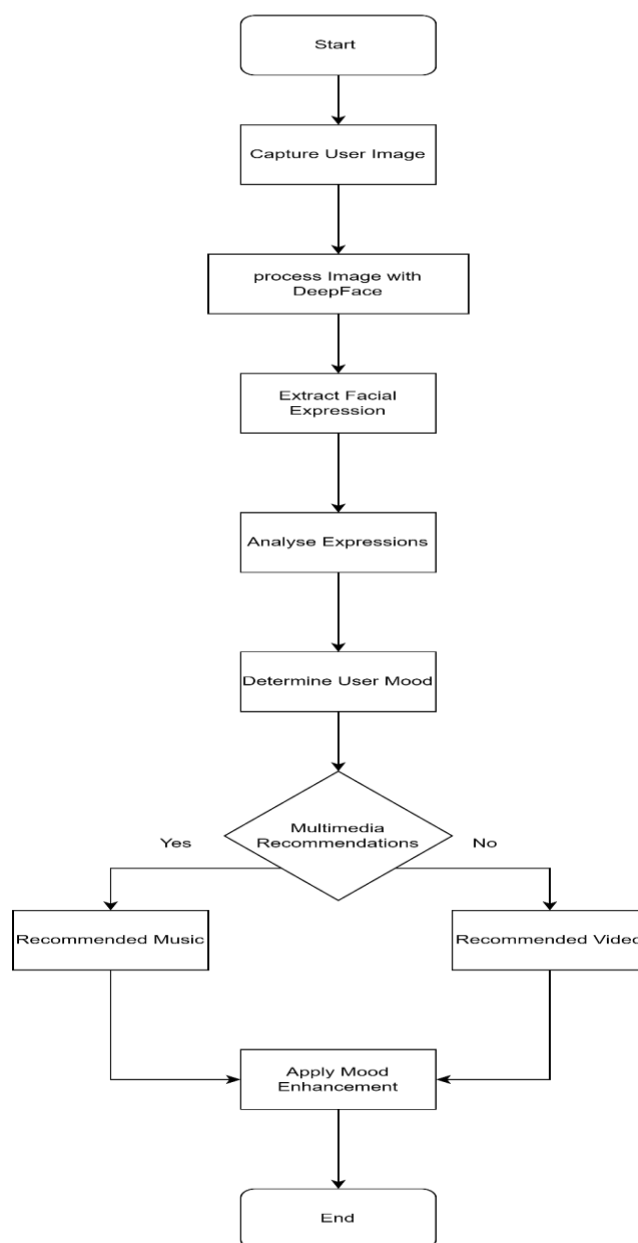 Start
Capture User Image
process Image with
DeepFace
Extract Facial
Expression
Analyse Expressions
Determine User Mood
Multimedia
Recommendations
Yes
No
Recommended Music
Recommended Video
Apply Mood
Enhancement
End